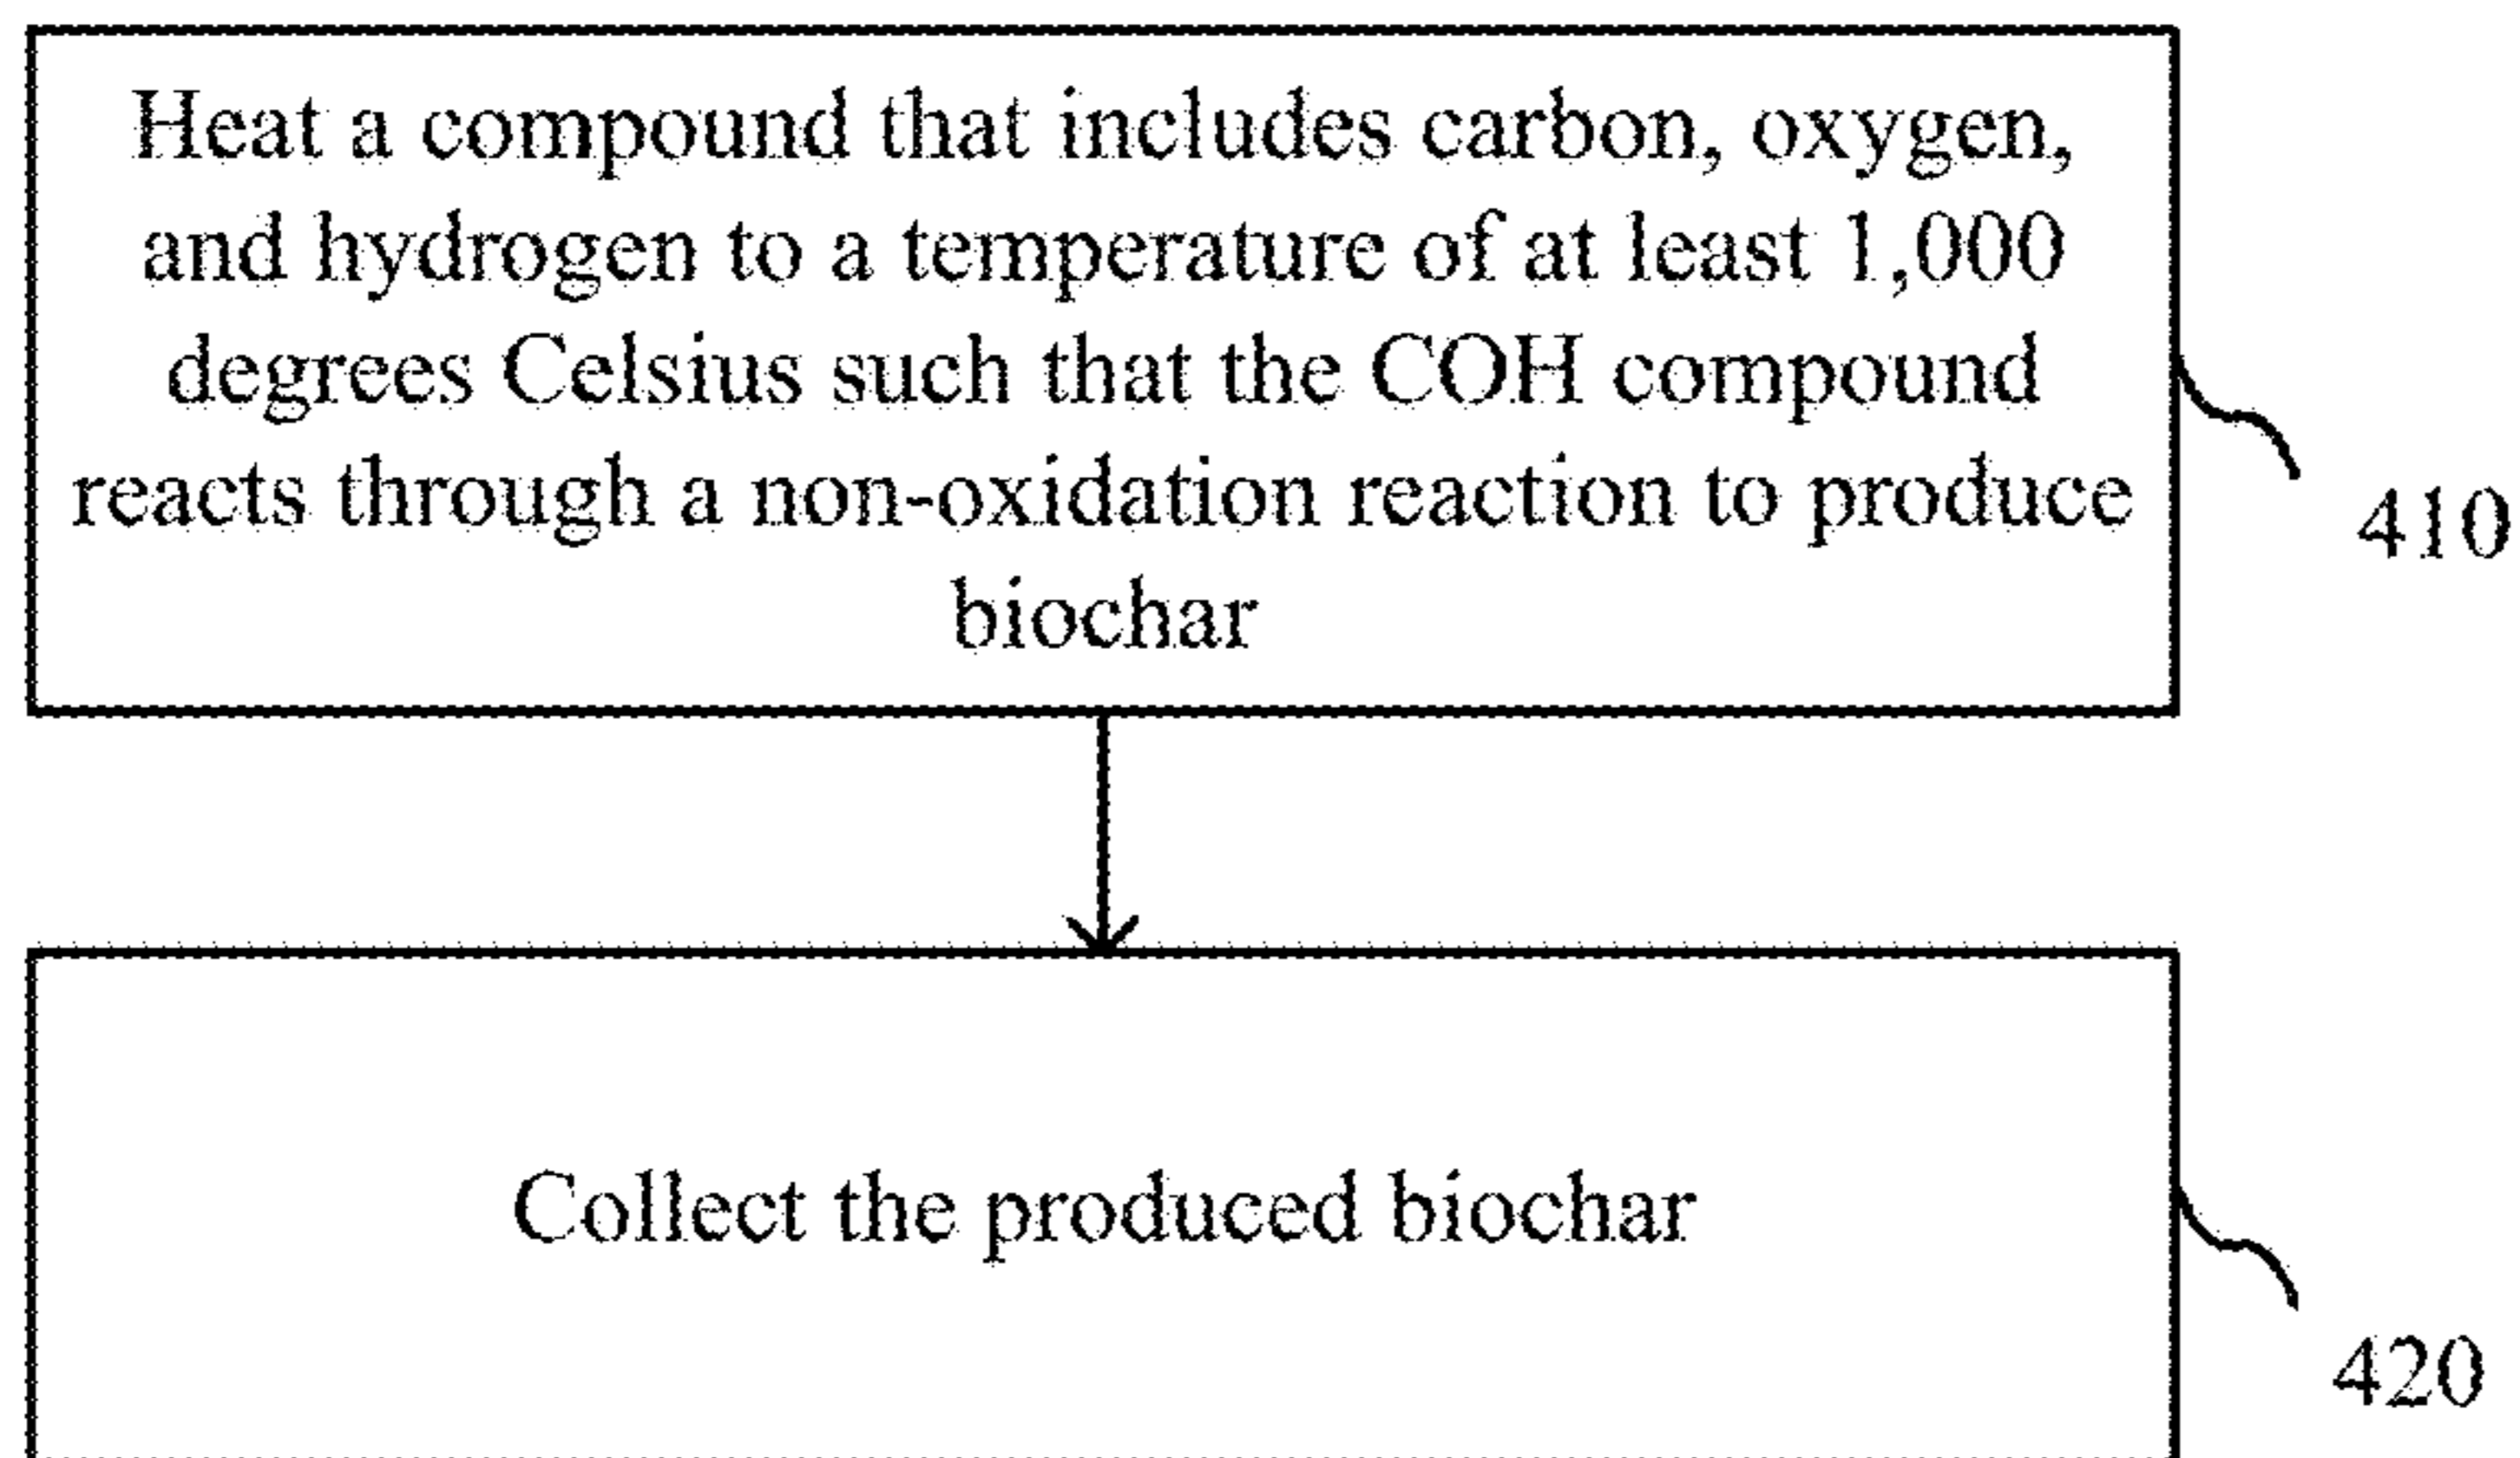 Heat a compound that includes carbon, oxygen,
and hydrogen to a temperature of at least 1,000
degrees Celsius such that the COH compound
reacts through a non-oxidation reaction to produce
biochar
410
Collect the produced biochar
420